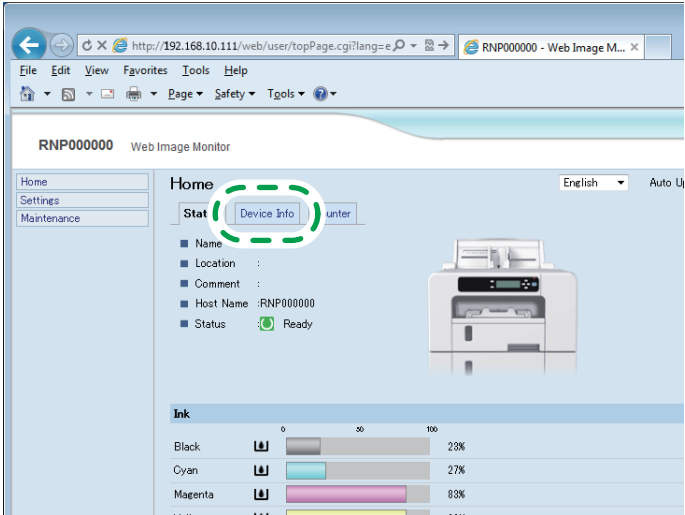 http://192.168.10.111/web/user/topPage.cgi?lang=e
RNP000000 - Web Image M...
File Edit View Favorites Tools Help
Page Safety Tools
RNP000000 Web Image Monitor
Home
Settings
Maintenance
Home
English
Auto Up
Device Info
Name
Location :
Comment :
Host Name :RNP000000
Status : Ready
Ink
0 50 100
Black 23%
Cyan 27%
Magenta 83%